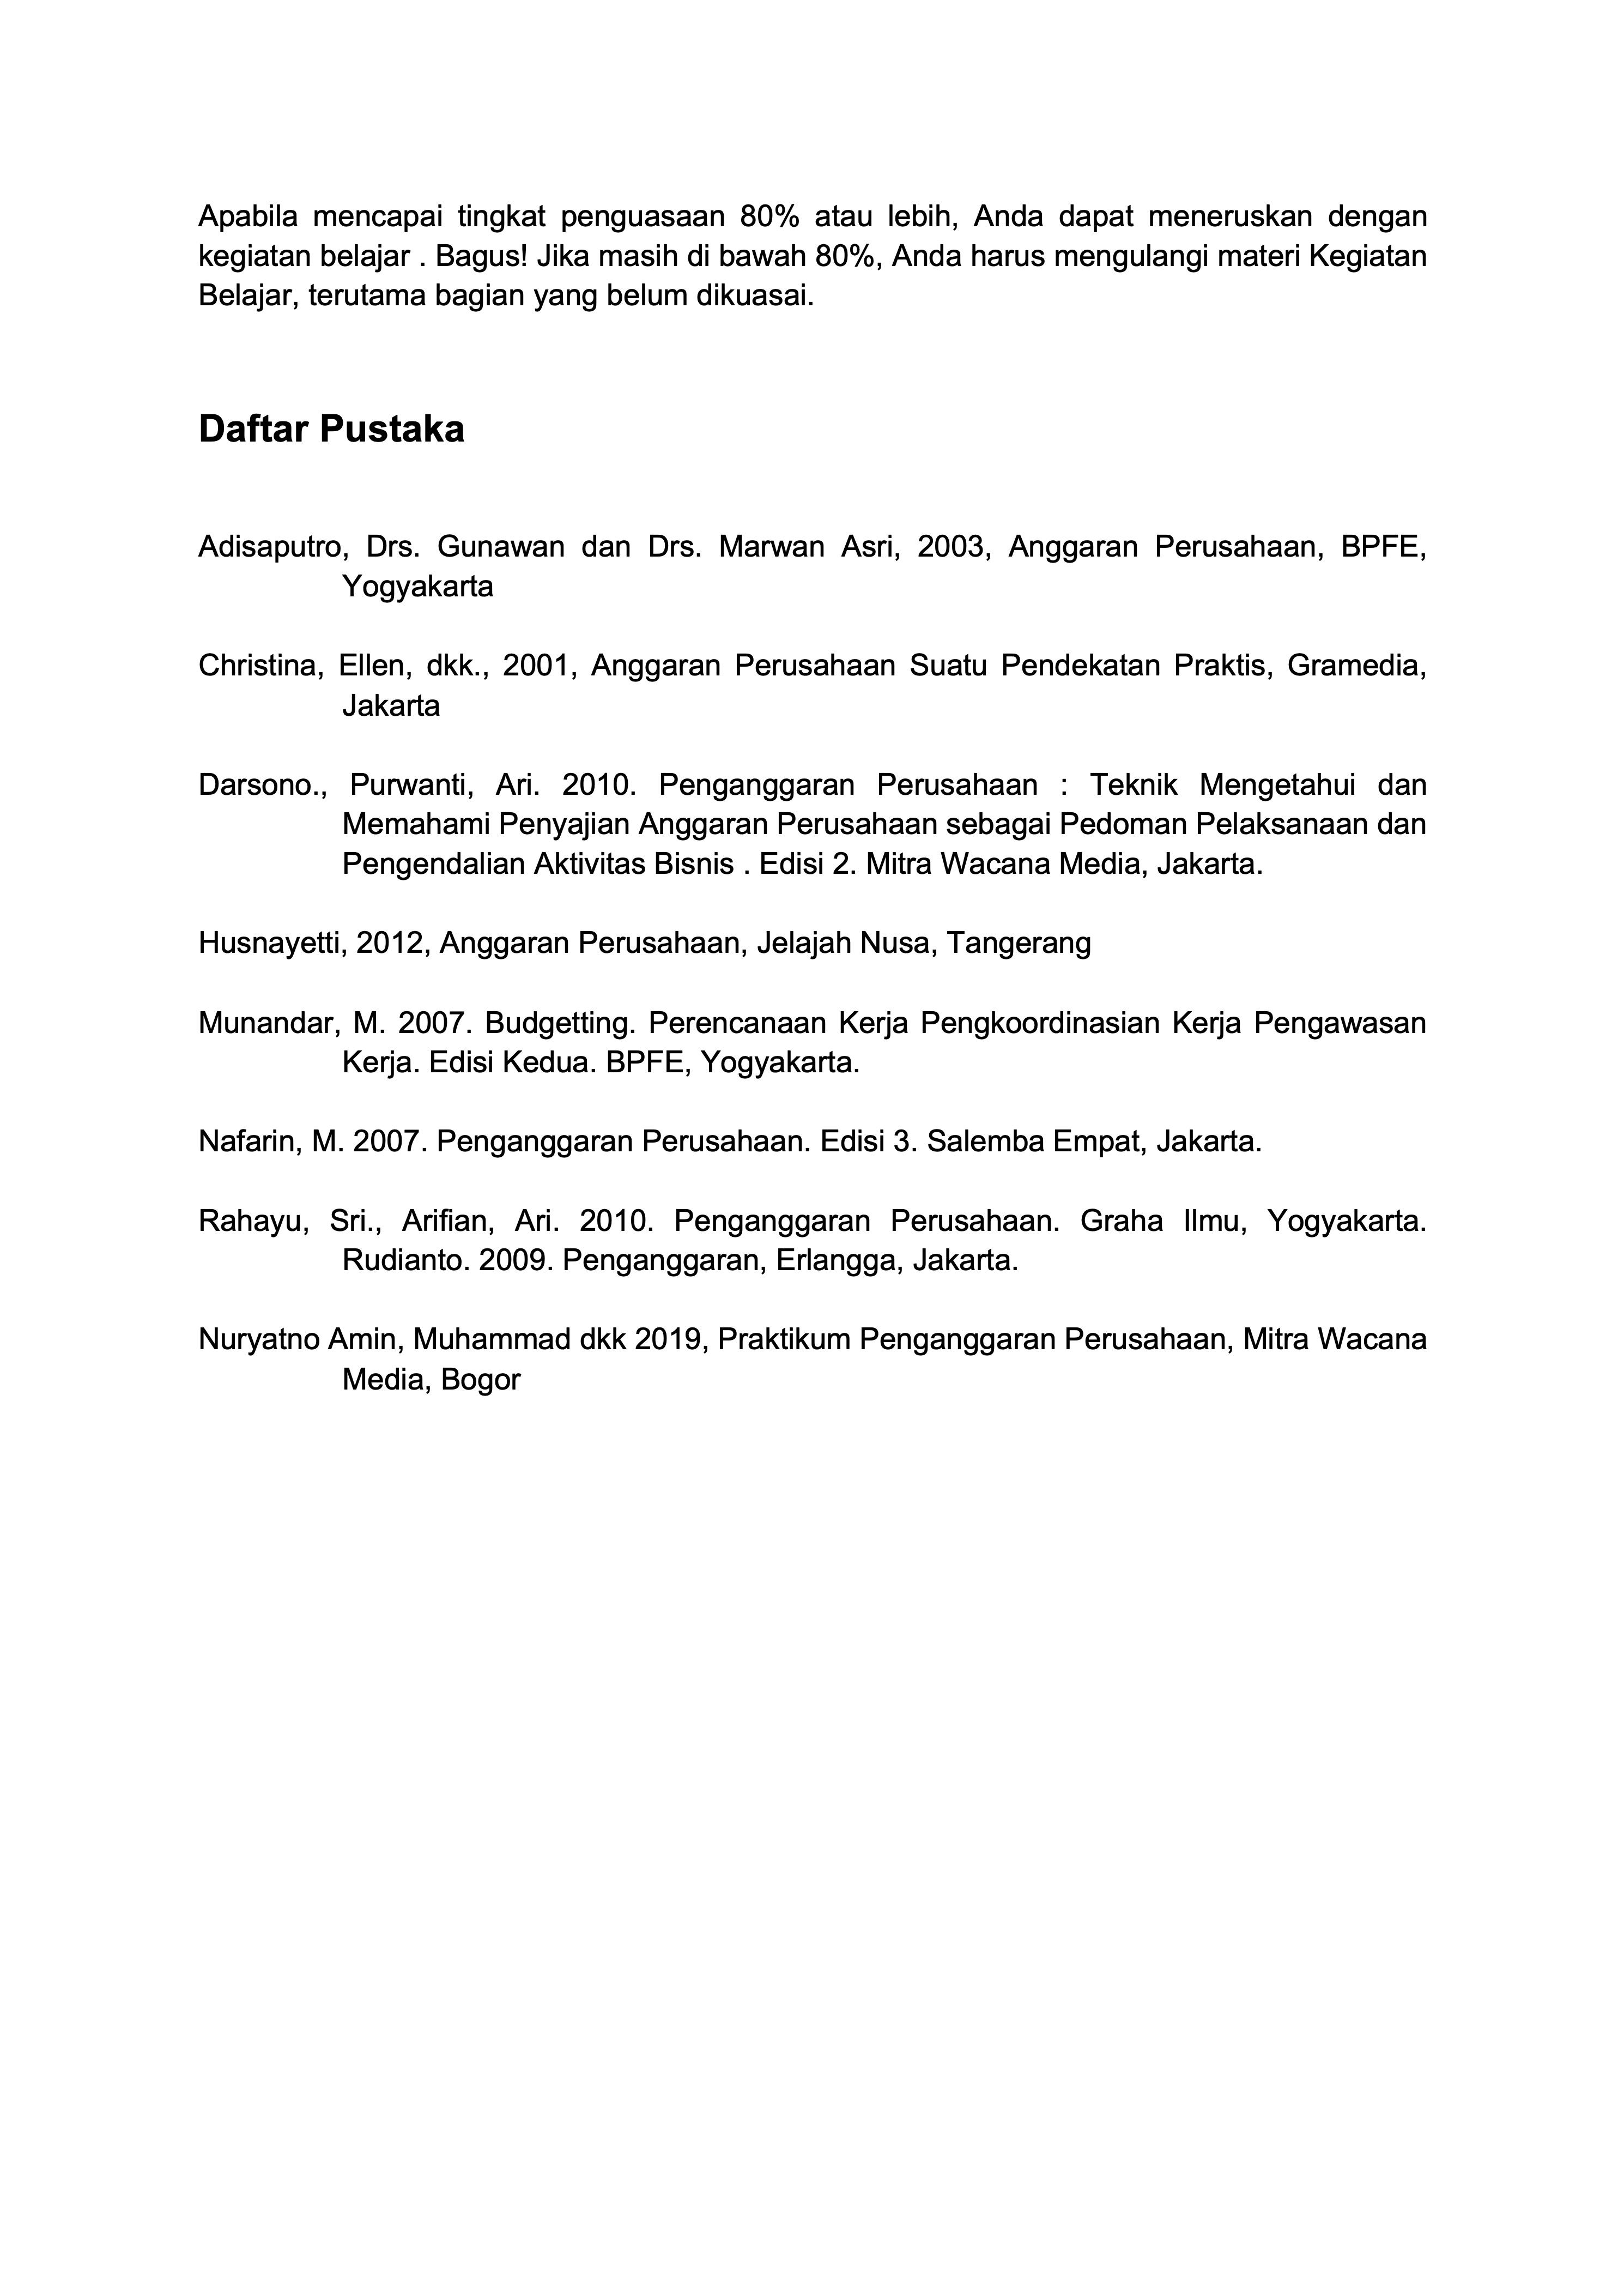 Apabila mencapai tingkat penguasaan 80% atau lebih, Anda dapat meneruskan dengan
kegiatan belajar . Bagus! Jika masih di bawah 80%, Anda harus mengulangi materi Kegiatan
Belajar, terutama bagian yang belum dikuasai.
Daftar Pustaka
Adisaputro, Drs. Gunawan dan Drs. Marwan Asri, 2003, Anggaran Perusahaan, BPFE,
Yogyakarta
Christina, Ellen, dkk., 2001, Anggaran Perusahaan Suatu Pendekatan Praktis, Gramedia,
Jakarta
Darsono., Purwanti, Ari. 2010. Penganggaran Perusahaan : Teknik Mengetahui dan
Memahami Penyajian Anggaran Perusahaan sebagai Pedoman Pelaksanaan dan
Pengendalian Aktivitas Bisnis . Edisi 2. Mitra Wacana Media, Jakarta.
Husnayetti, 2012, Anggaran Perusahaan, Jelajah Nusa, Tangerang
Munandar, M. 2007. Budgetting. Perencanaan Kerja Pengkoordinasian Kerja Pengawasan
Kerja. Edisi Kedua. BPFE, Yogyakarta.
Nafarin, M. 2007. Penganggaran Perusahaan. Edisi 3. Salemba Empat, Jakarta.
Rahayu, Sri., Arifian, Ari. 2010. Penganggaran Perusahaan. Graha Ilmu, Yogyakarta.
Rudianto. 2009. Penganggaran, Erlangga, Jakarta.
Nuryatno Amin, Muhammad dkk 2019, Praktikum Penganggaran Perusahaan, Mitra Wacana
Media, Bogor